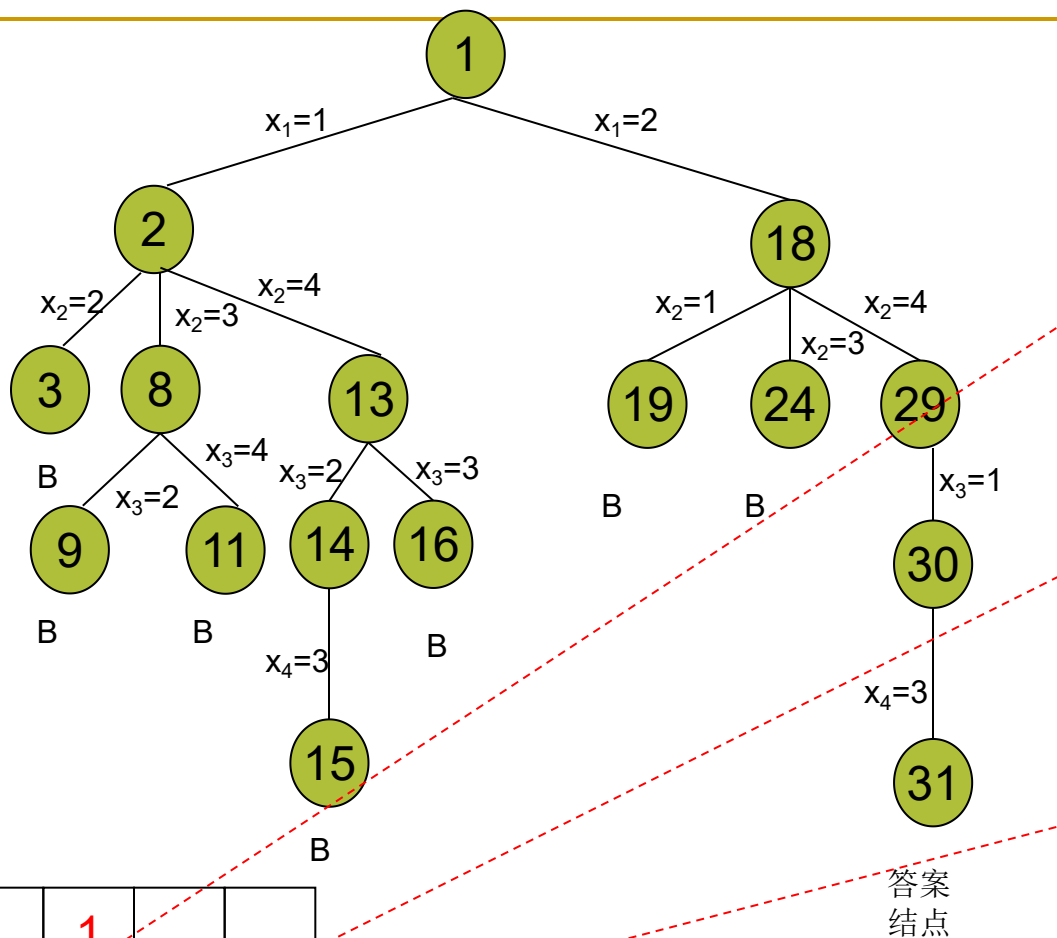 1
x₁=1
x₁=2
2
18
x₂=2
x₂=3
x₂=4
x₂=1
x₂=3
x₂=4
3
8
13
19
24
29
B
x₃=2
x₃=4
x₃=2
x₃=3
B
B
x₃=1
9
11
14
16
30
B
B
B
x₄=3
x₄=3
15
31
B
答案
结点
1